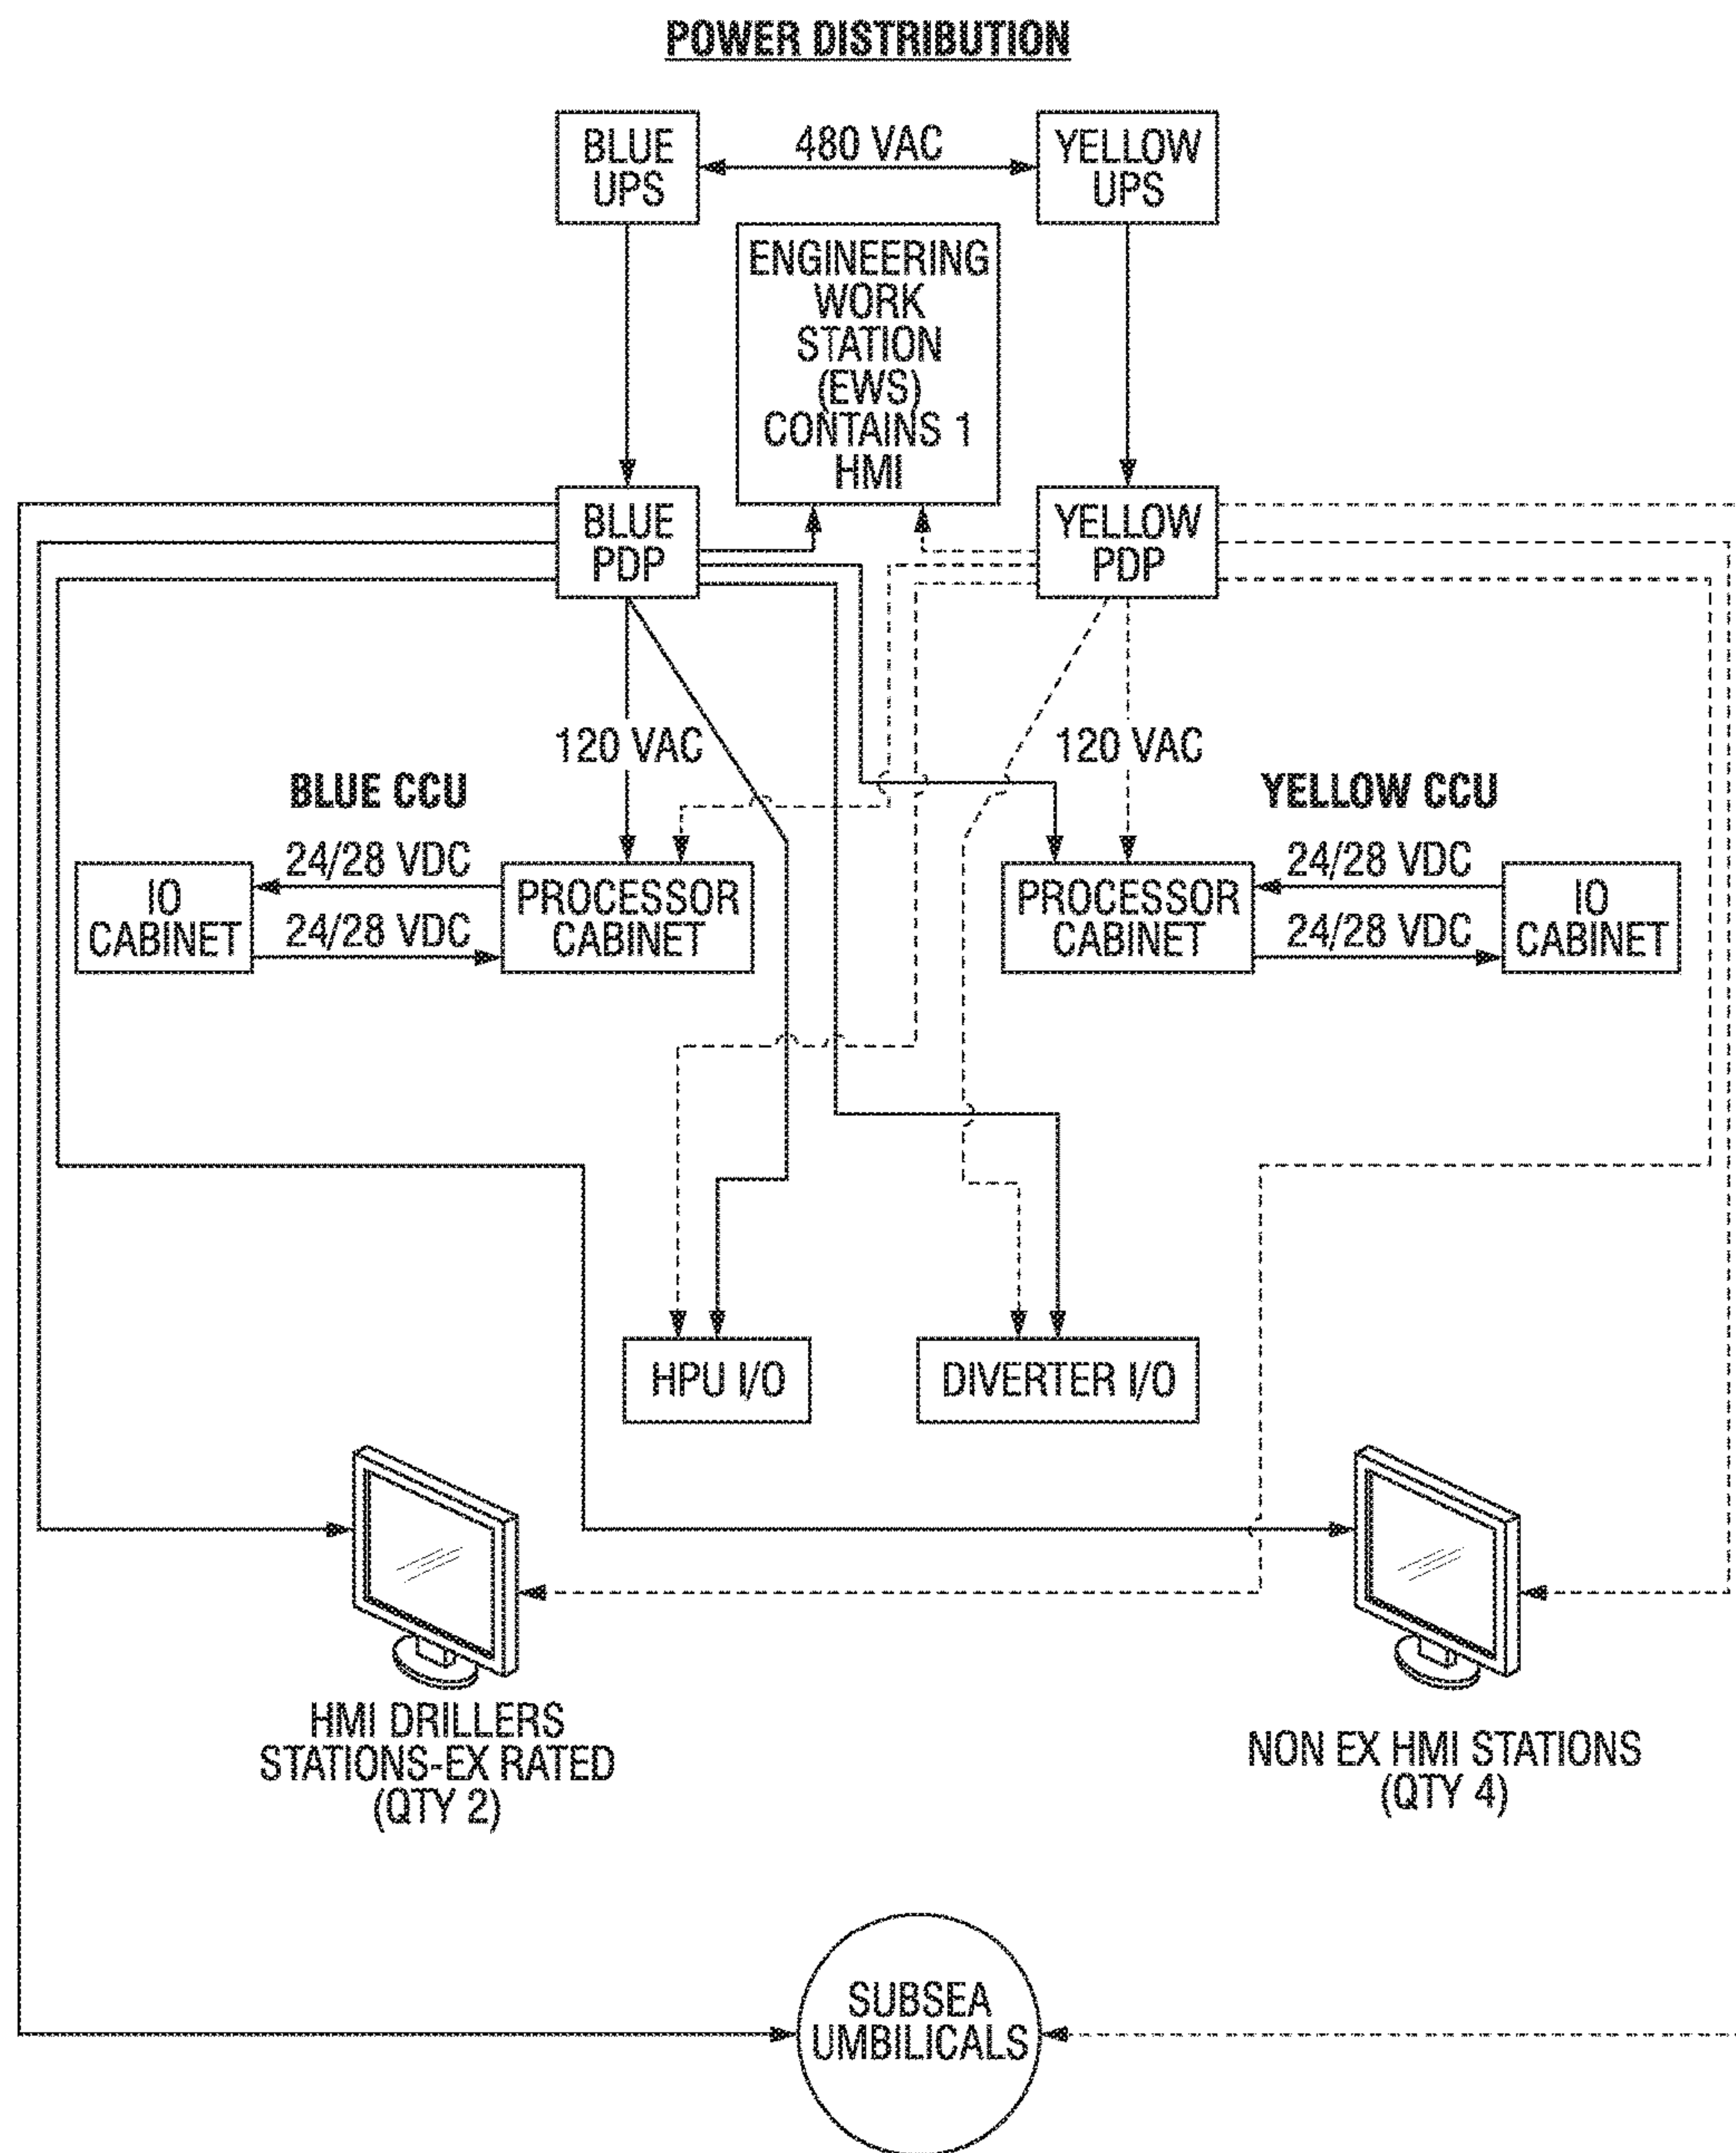 POWER DISTRIBUTION
BLUE
UPS
480 VAC
YELLOW
UPS
ENGINEERING
WORK
STATION
(EWS)
CONTAINS 1
HMI
BLUE
PDP
YELLOW
PDP
120 VAC
120 VAC
BLUE CCU
YELLOW CCU
IO
CABINET
24/28 VDC
24/28 VDC
PROCESSOR
CABINET
PROCESSOR
CABINET
24/28 VDC
24/28 VDC
IO
CABINET
HPU I/O
DIVERTER I/O
HMI DRILLERS
STATIONS-EX RATED
(QTY 2)
NON EX HMI STATIONS
(QTY 4)
SUBSEA
UMBILICALS